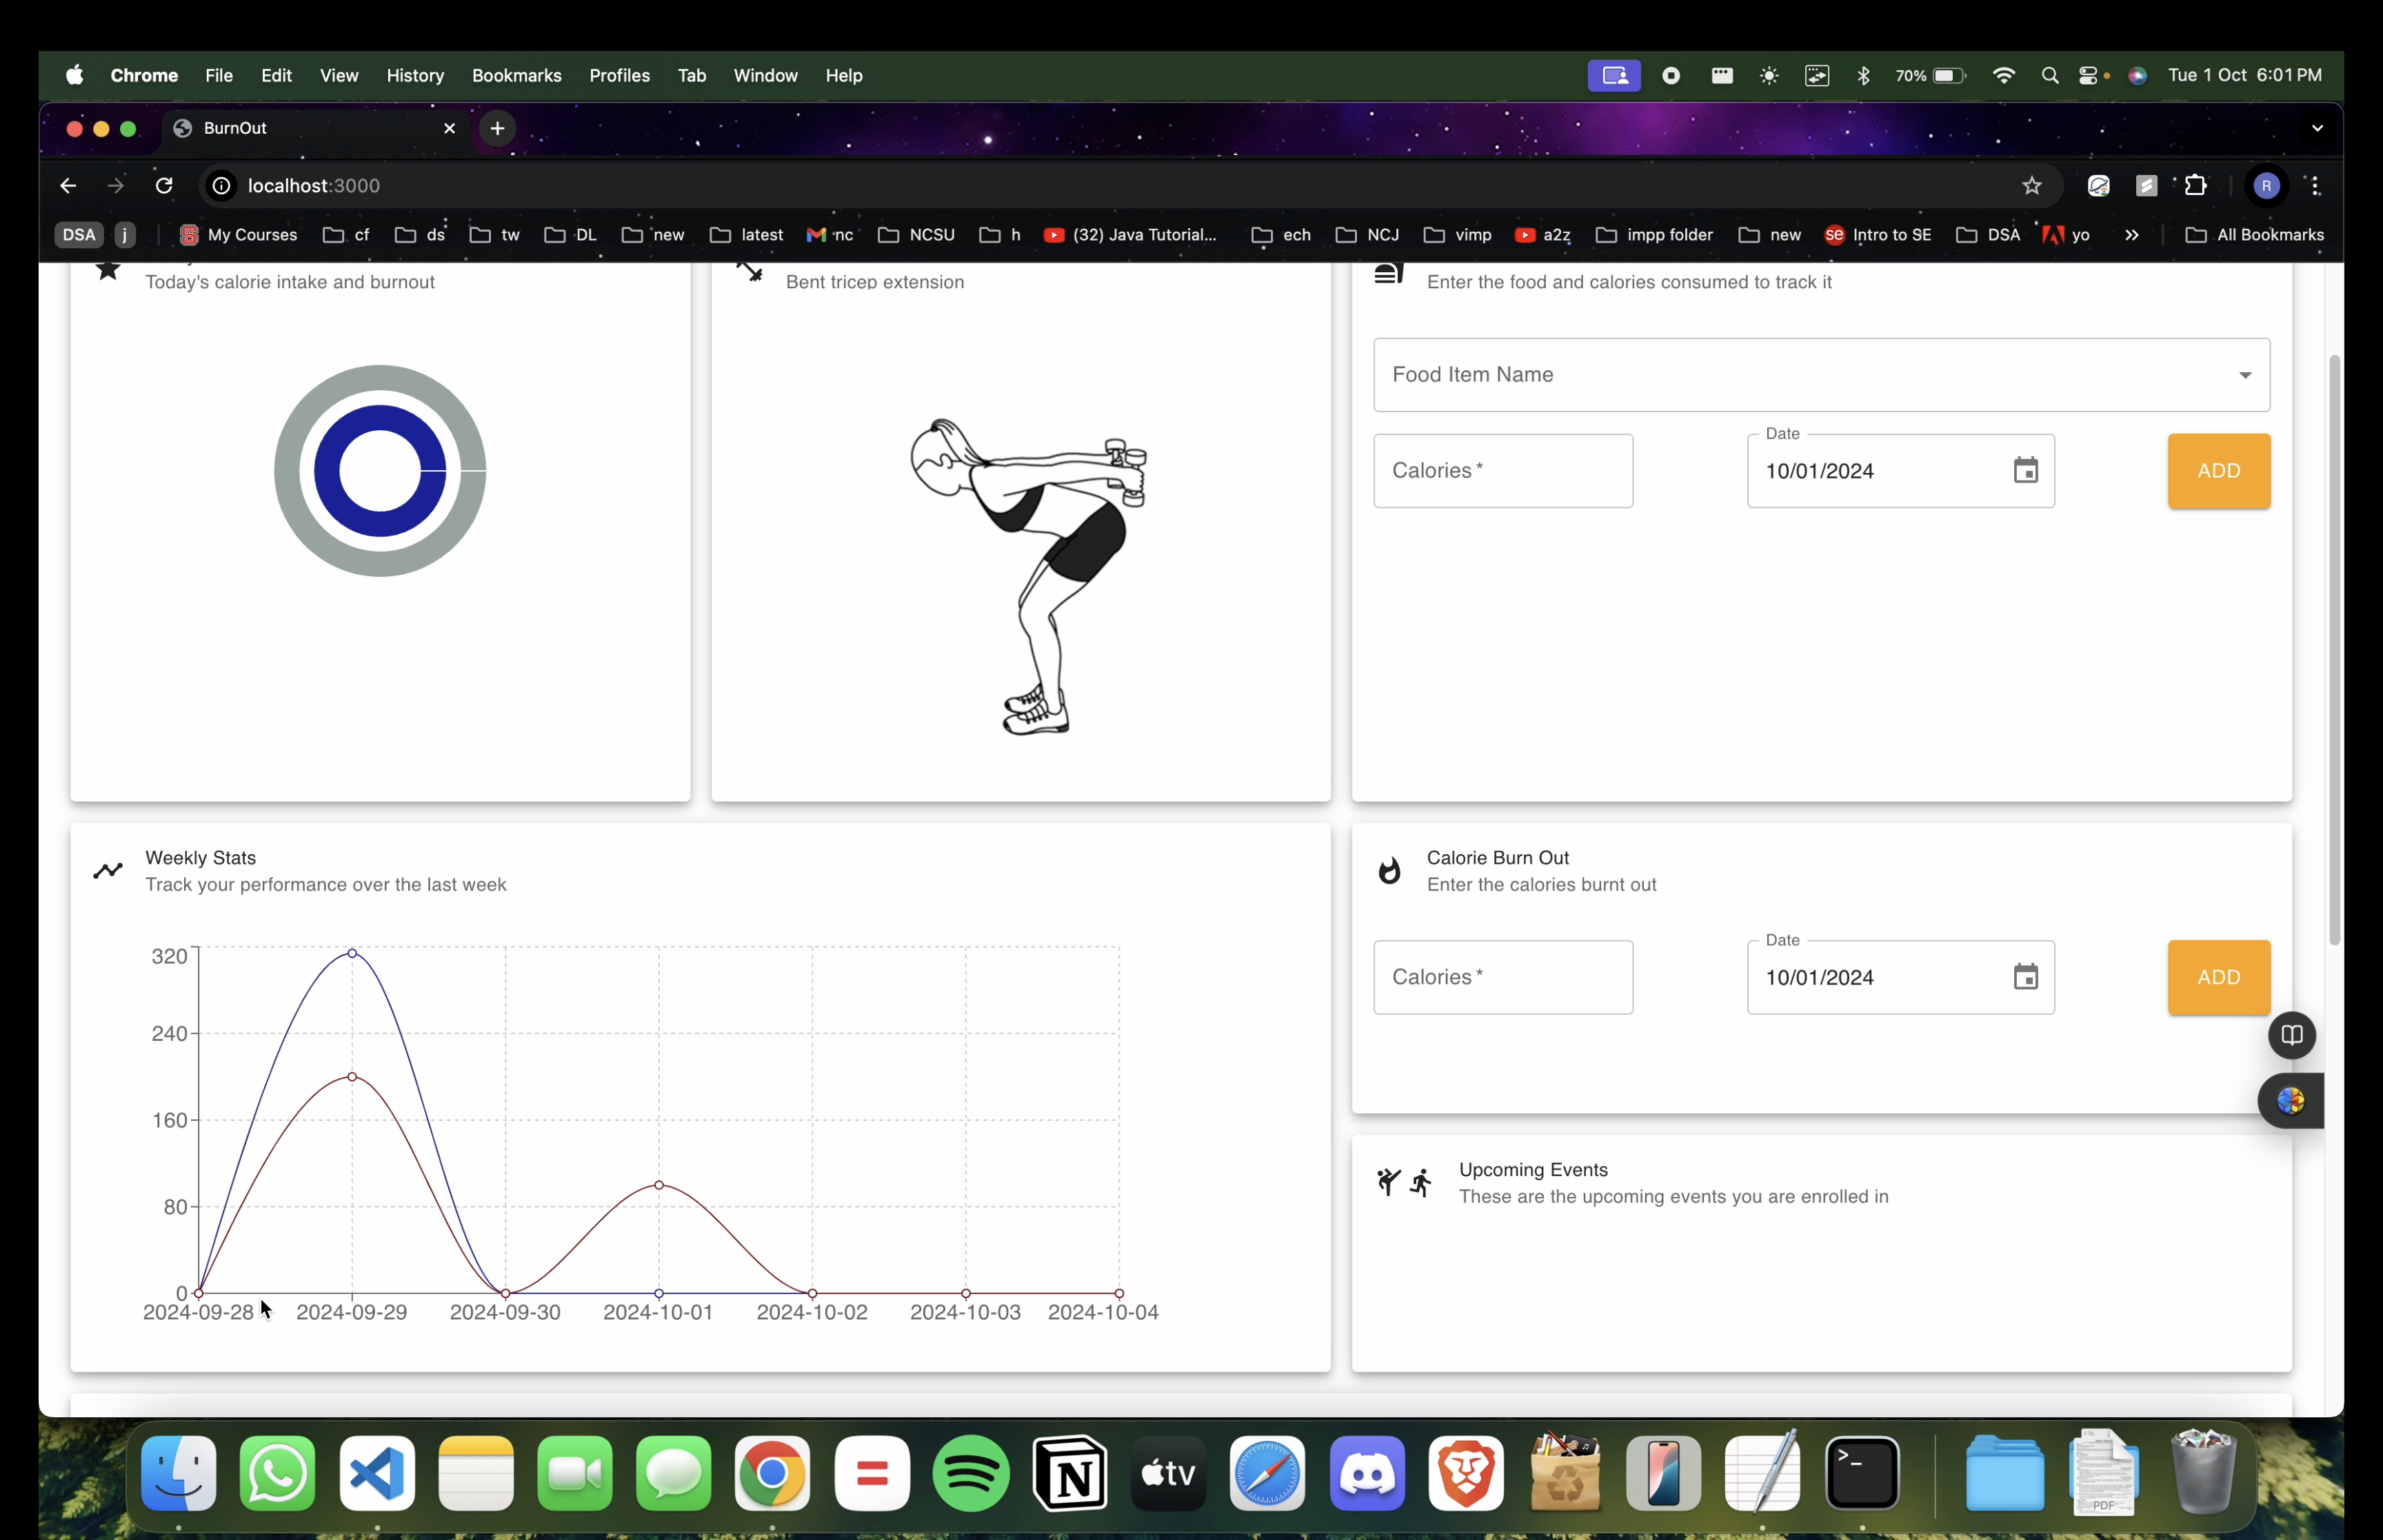 Chrome File Edit View History Bookmarks Profiles Tab Window Help 70% Tue 1 Oct 6:01 PM
BurnOut
localhost:3000 R
DSA j My Courses cf ds tw DL new latest nc NCSU h (32) Java Tutorial... ech NCJ vimp a2z impp folder new se Intro to SE DSA yo » All Bookmarks
Today's calorie intake and burnout
Bent tricep extension
Enter the food and calories consumed to track it
Food Item Name
Calories *
Date
10/01/2024
ADD
Weekly Stats
Track your performance over the last week
320
240
160
80
0
2024-09-28 2024-09-29 2024-09-30 2024-10-01 2024-10-02 2024-10-03 2024-10-04
Calorie Burn Out
Enter the calories burnt out
Calories *
Date
10/01/2024
ADD
Upcoming Events
These are the upcoming events you are enrolled in
N tv >_ PDF